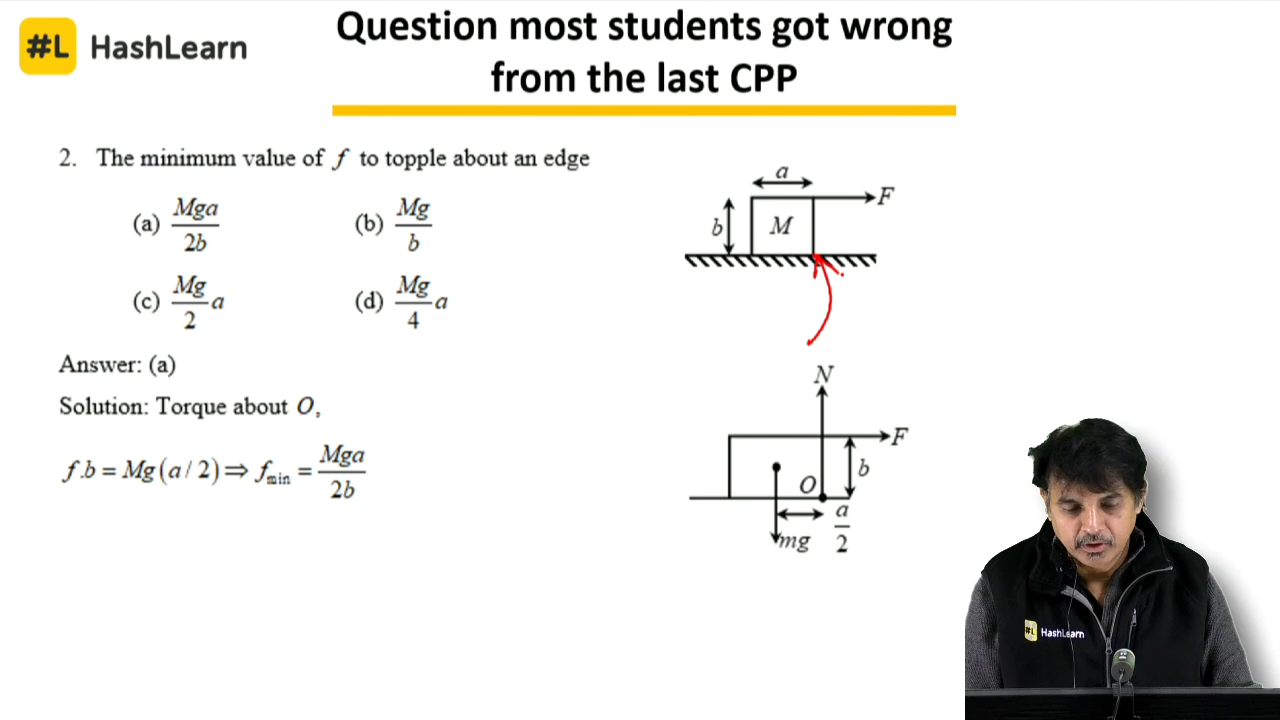 #L HashLearn
Question most students got wrong
from the last CPP
2. The minimum value of f to topple about an edge
(a) Mga/2b
(b) Mg/b
(c) Mg/2 a
(d) Mg/4 a
Answer: (a)
Solution: Torque about O,
f.b = Mg(a/2) ⇒ fmin = Mga/2b
a
F
b
M
N
F
b
O
a/2
mg
#L HashLearn